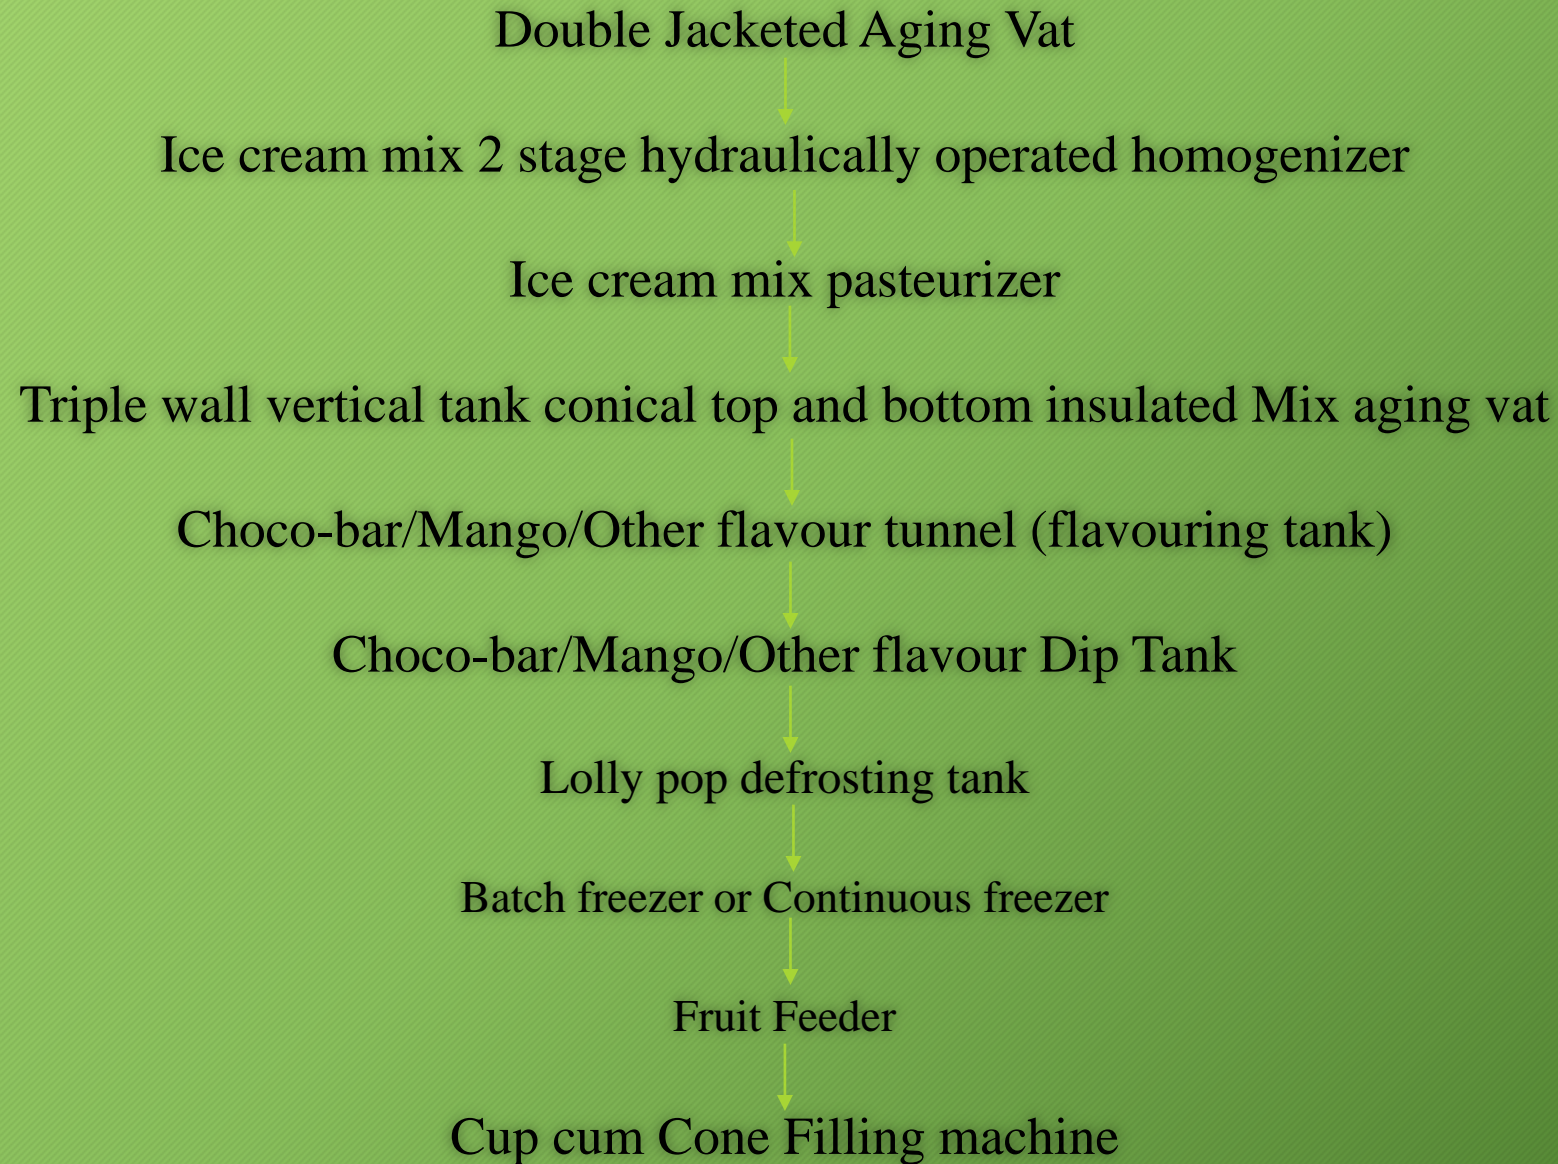 Double Jacketed Aging Vat
Ice cream mix 2 stage hydraulically operated homogenizer
Ice cream mix pasteurizer
Triple wall vertical tank conical top and bottom insulated Mix aging vat
Choco-bar/Mango/Other flavour tunnel (flavouring tank)
Choco-bar/Mango/Other flavour Dip Tank
Lolly pop defrosting tank
Batch freezer or Continuous freezer
Fruit Feeder
Cup cum Cone Filling machine